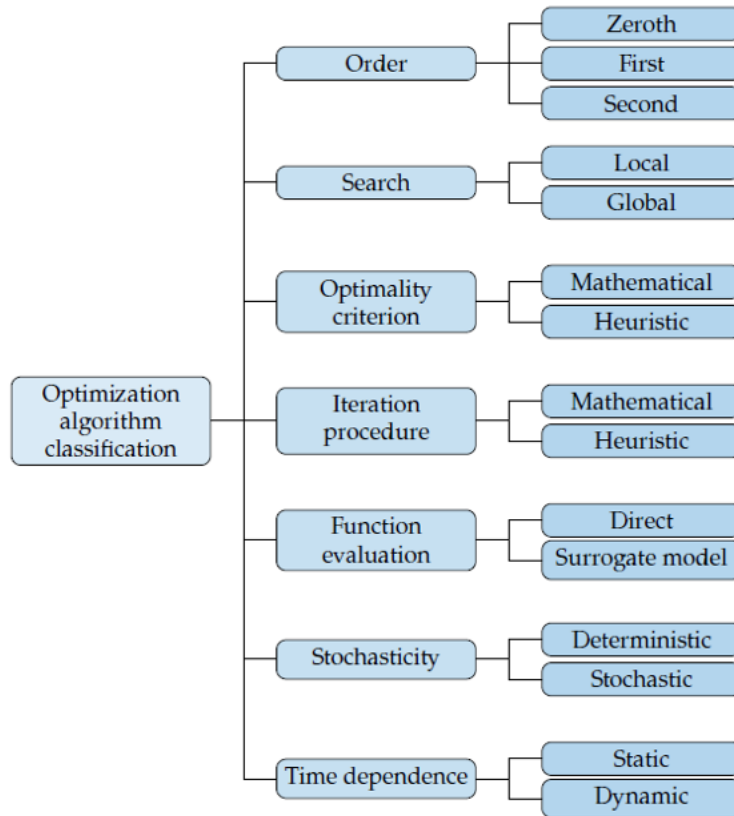 Optimization
algorithm
classification
Order
Zeroth
First
Second
Search
Local
Global
Optimality
criterion
Mathematical
Heuristic
Iteration
procedure
Mathematical
Heuristic
Function
evaluation
Direct
Surrogate model
Stochasticity
Deterministic
Stochastic
Time dependence
Static
Dynamic